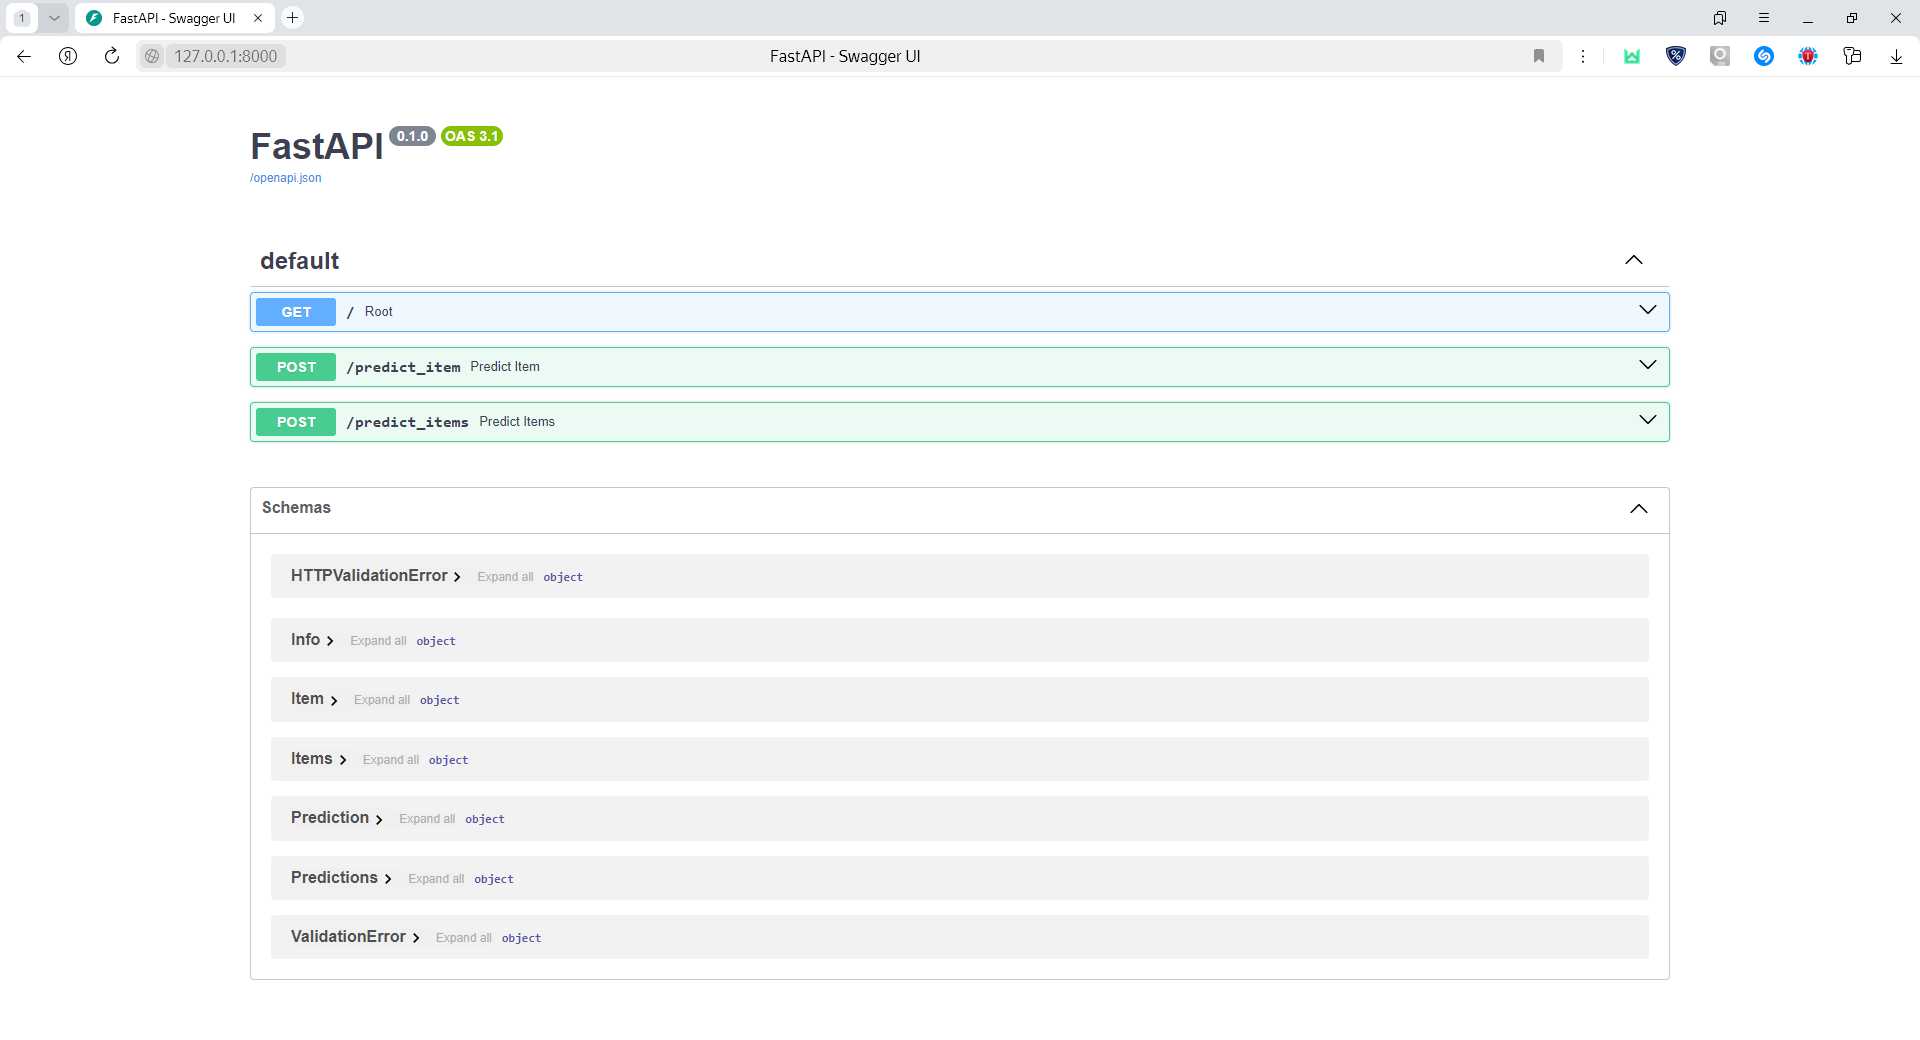 1
FastAPI - Swagger UI
Я
127.0.0.1:8000
FastAPI - Swagger UI
FastAPI 0.1.0 OAS 3.1
/openapi.json
default
GET / Root
POST /predict_item Predict Item
POST /predict_items Predict Items
Schemas
HTTPValidationError Expand all object
Info Expand all object
Item Expand all object
Items Expand all object
Prediction Expand all object
Predictions Expand all object
ValidationError Expand all object